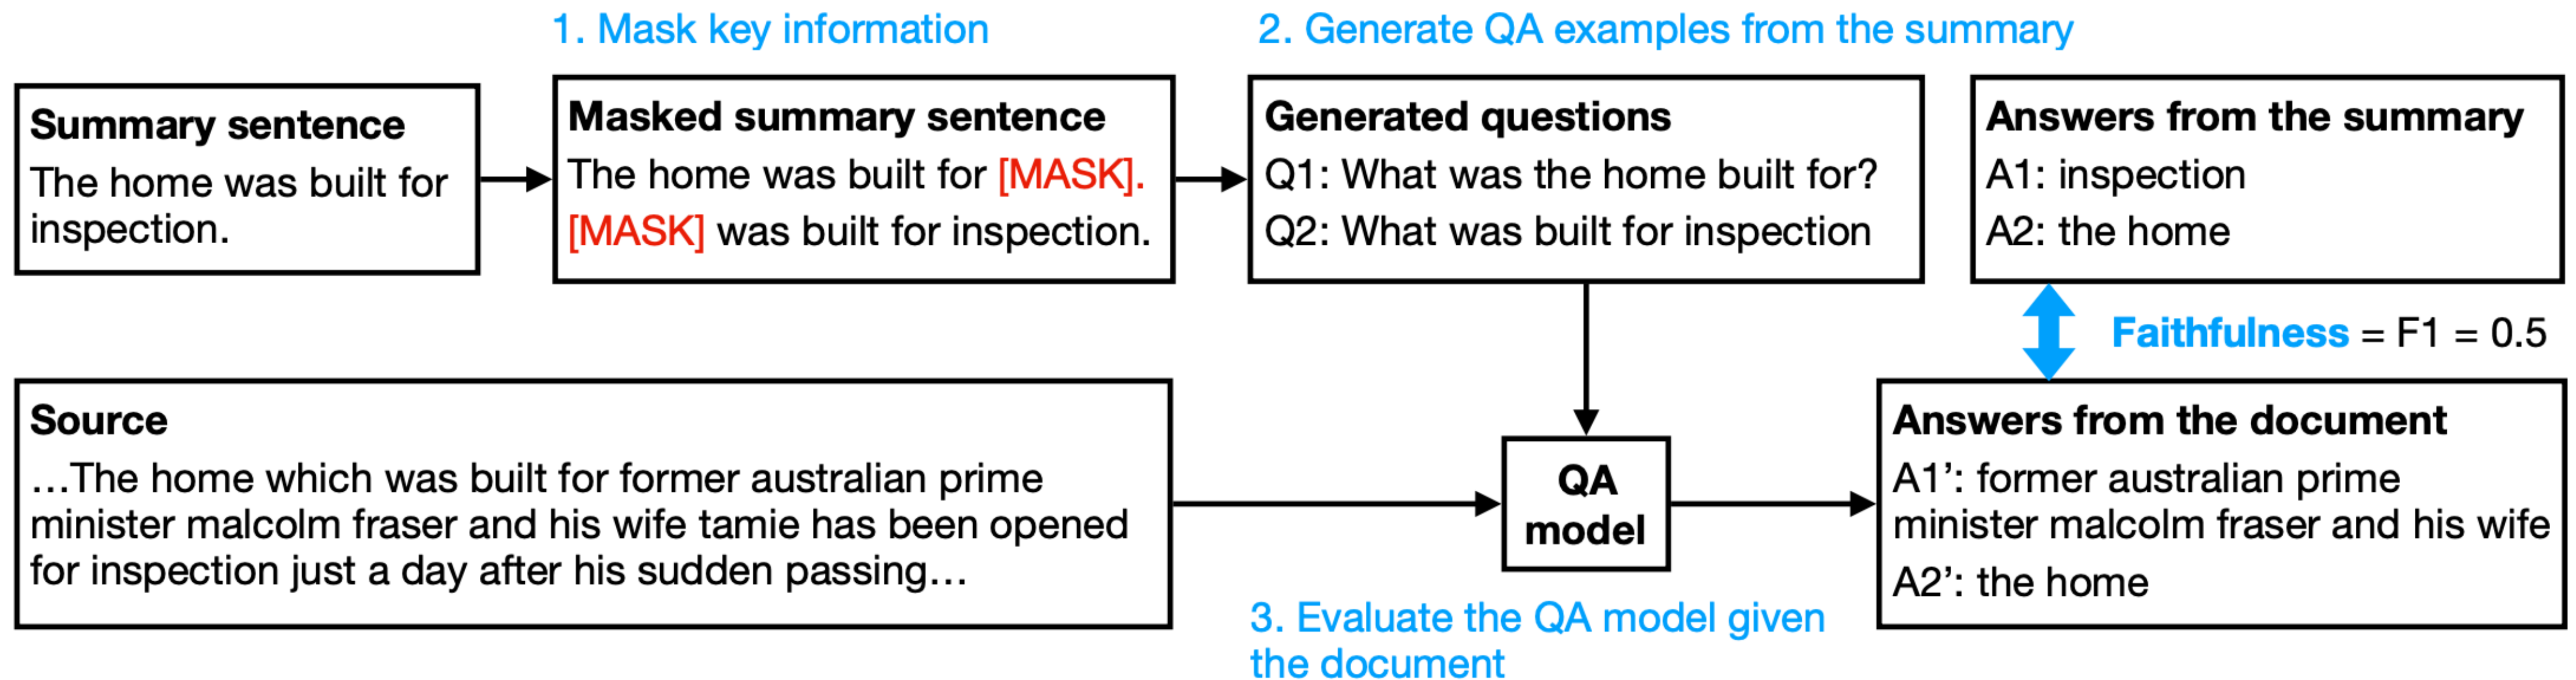 1. Mask key information
2. Generate QA examples from the summary
Summary sentence
The home was built for
inspection.
Masked summary sentence
The home was built for [MASK].
[MASK] was built for inspection.
Generated questions
Q1: What was the home built for?
Q2: What was built for inspection
Answers from the summary
A1: inspection
A2: the home
Faithfulness = F1 = 0.5
Source
...The home which was built for former australian prime
minister malcolm fraser and his wife tamie has been opened
for inspection just a day after his sudden passing...
QA
model
Answers from the document
A1’: former australian prime
minister malcolm fraser and his wife
A2’: the home
3. Evaluate the QA model given
the document